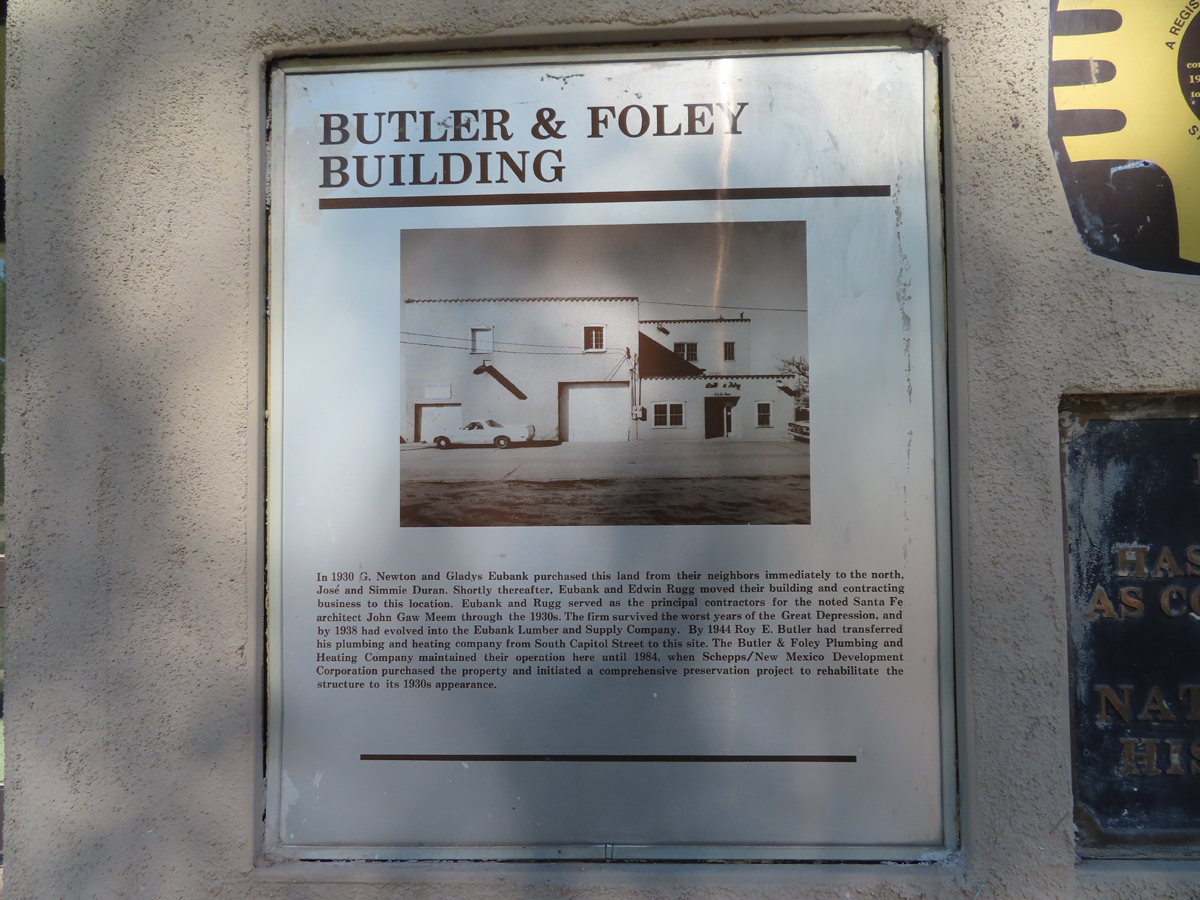 BUTLER & FOLEY
BUILDING
In 1930 G. Newton and Gladys Eubank purchased this land from their neighbors immediately to the north,
José and Simmie Duran. Shortly thereafter, Eubank and Edwin Rugg moved their building and contracting
business to this location. Eubank and Rugg served as the principal contractors for the noted Santa Fe
architect John Gaw Meem through the 1930s. The firm survived the worst years of the Great Depression, and
by 1938 had evolved into the Eubank Lumber and Supply Company. By 1944 Roy E. Butler had transferred
his plumbing and heating company from South Capitol Street to this site. The Butler & Foley Plumbing and
Heating Company maintained their operation here until 1984, when Schepps/New Mexico Development
Corporation purchased the property and initiated a comprehensive preservation project to rehabilitate the
structure to its 1930s appearance.
A REGIS
HAS
AS CO
NAT
HIS